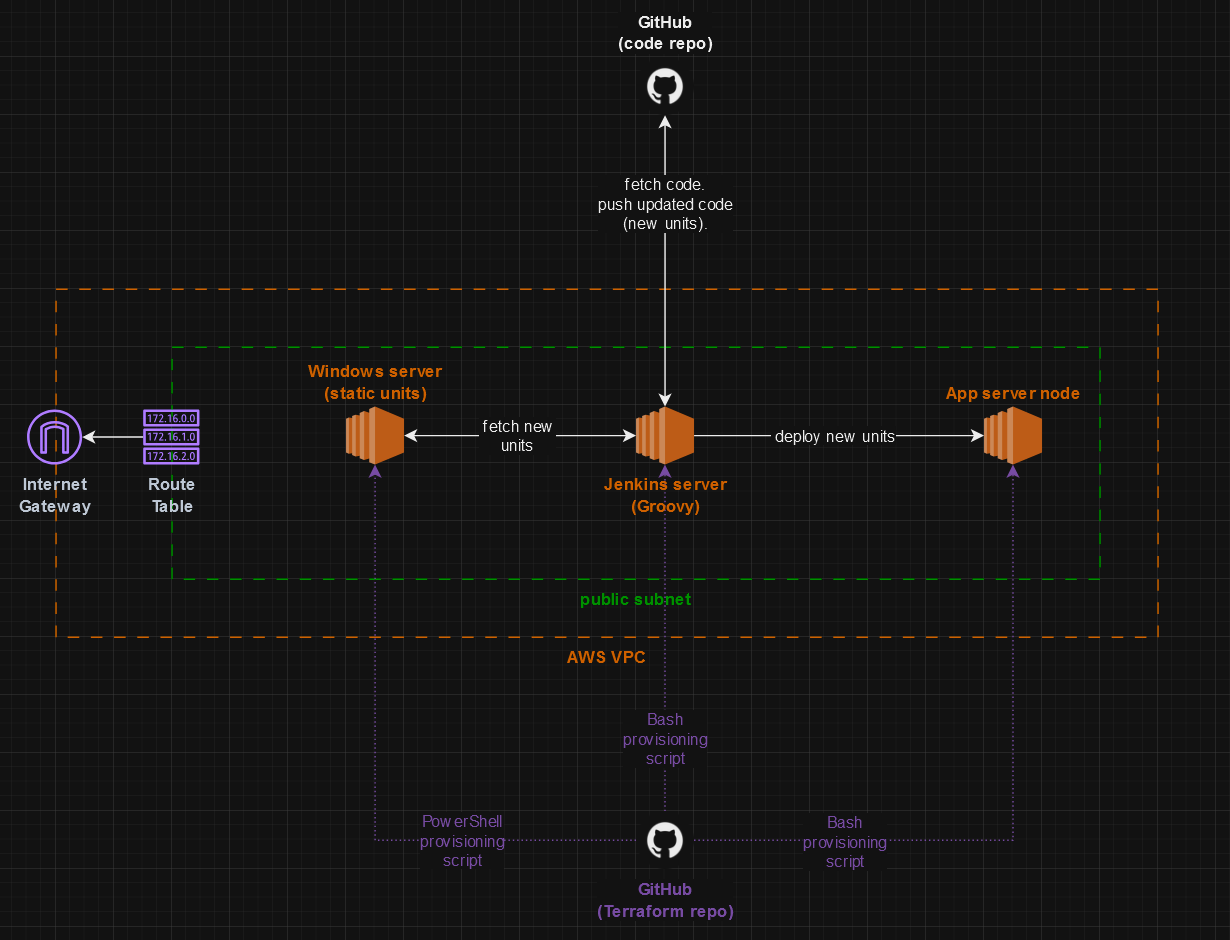 GitHub
(code repo)
fetch code.
push updated code
(new units).
Windows server
(static units)
App server node
172.16.0.0
172.16.1.0
172.16.2.0
fetch new
units
deploy new units
Internet
Gateway
Route
Table
Jenkins server
(Groovy)
public subnet
AWS VPC
Bash
provisioning
script
PowerShell
provisioning
script
Bash
provisioning
script
GitHub
(Terraform repo)